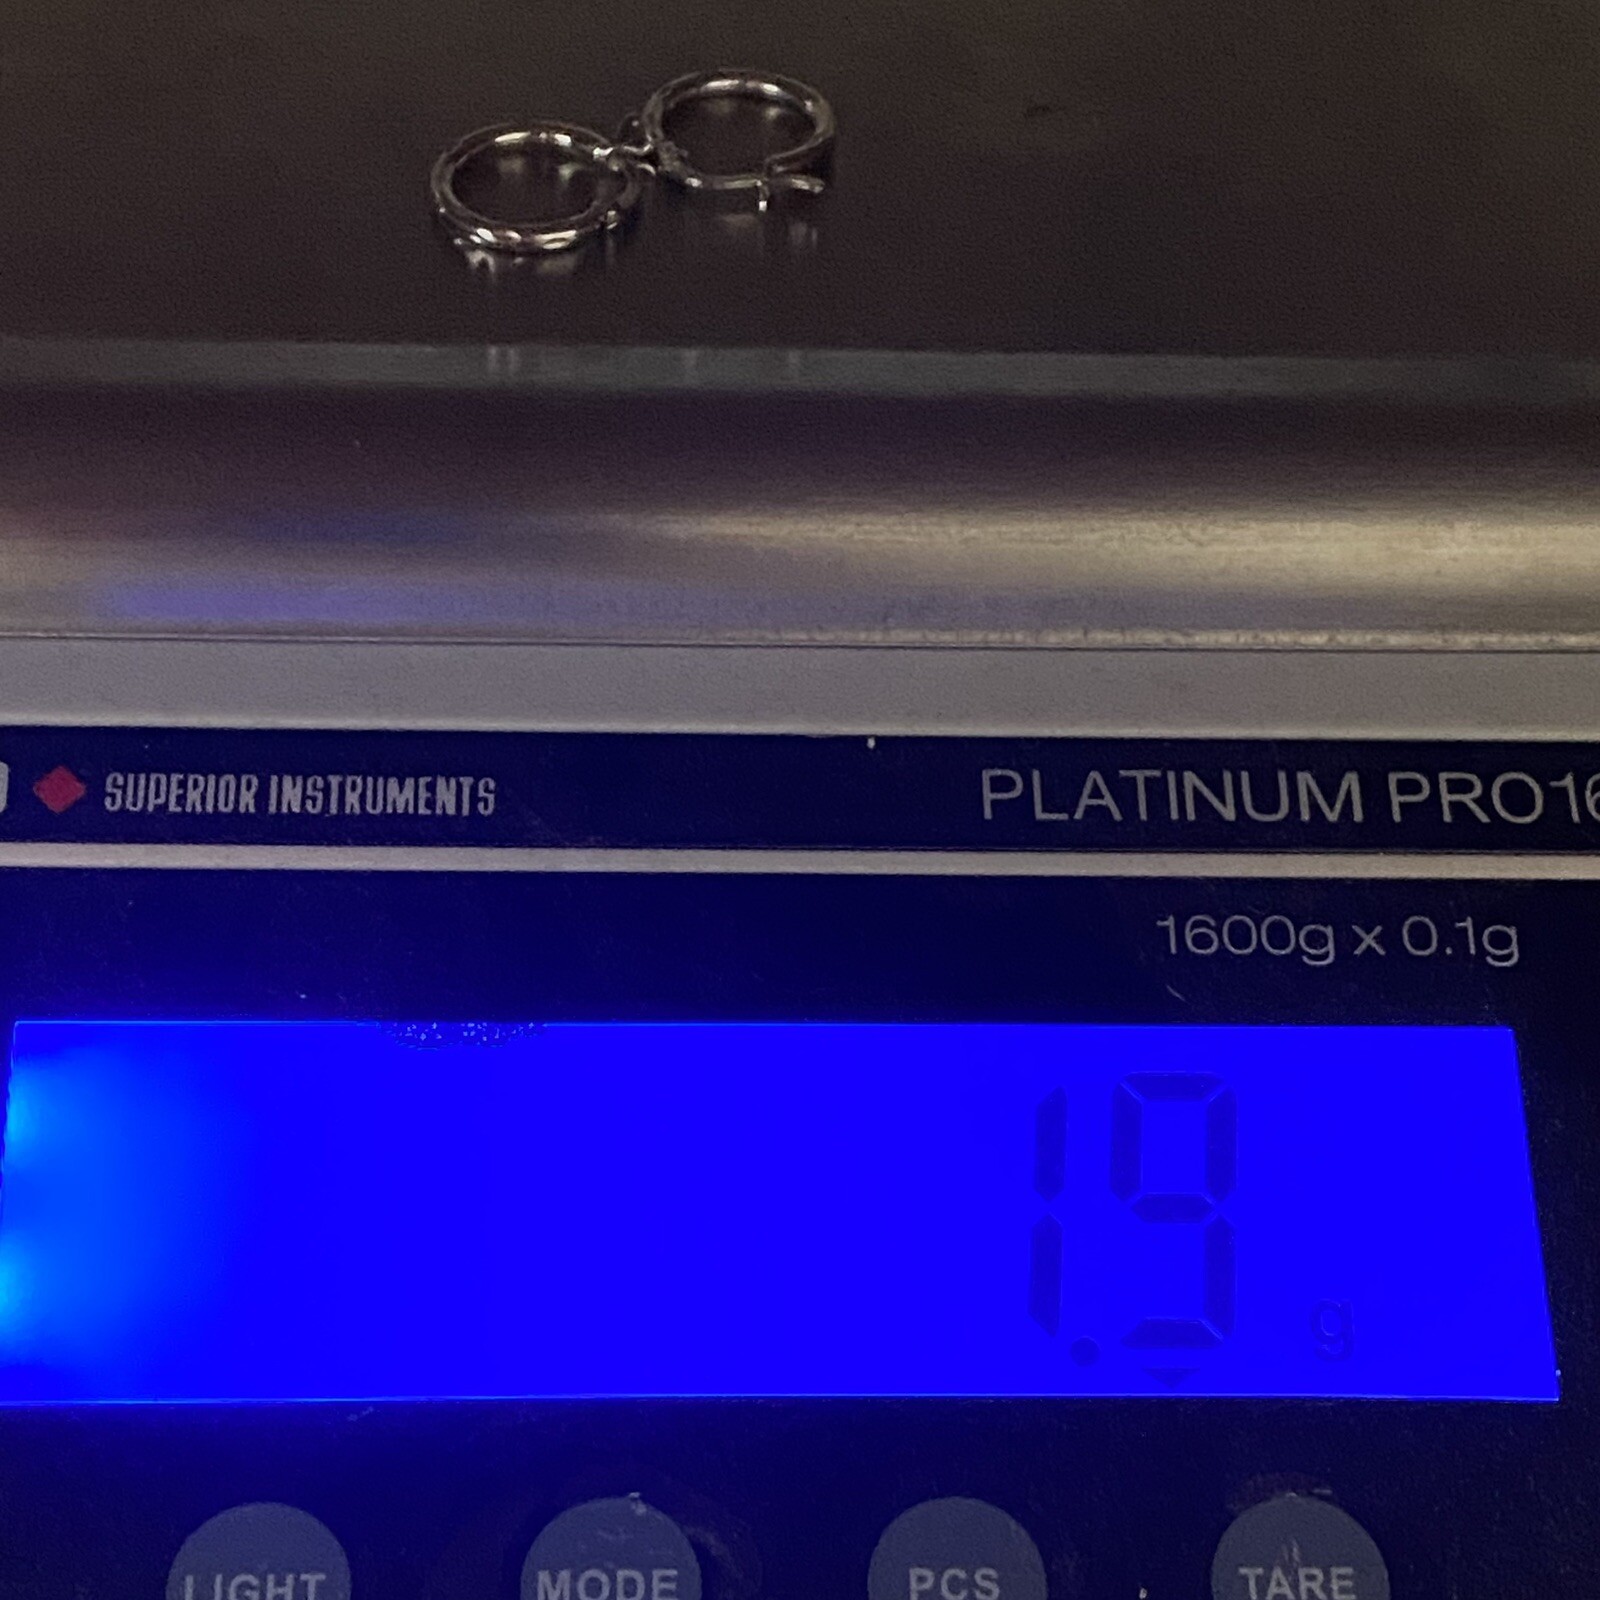 SUPERIOR INSTRUMENTS
PLATINUM PRO16
1600g x 0.1g
1.9 g
LIGHT
MODE
PCS
TARE